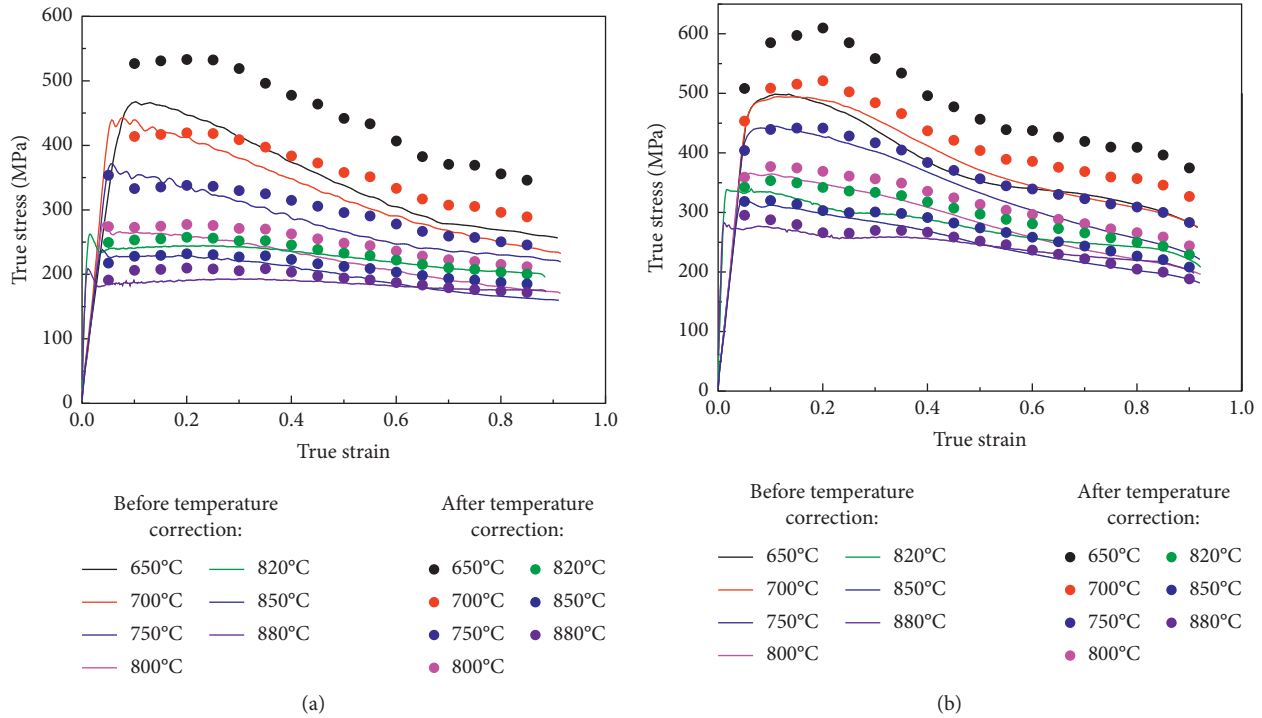 600
500
400
300
200
100
0
0.0 0.2 0.4 0.6 0.8 1.0
True stress (MPa)
True strain
Before temperature
correction:
650°C 820°C
700°C 850°C
750°C 880°C
800°C
After temperature
correction:
650°C 820°C
700°C 850°C
750°C 880°C
800°C
(a)
600
500
400
300
200
100
0
0.0 0.2 0.4 0.6 0.8 1.0
True stress (MPa)
True strain
Before temperature
correction:
650°C 820°C
700°C 850°C
750°C 880°C
800°C
After temperature
correction:
650°C 820°C
700°C 850°C
750°C 880°C
800°C
(b)